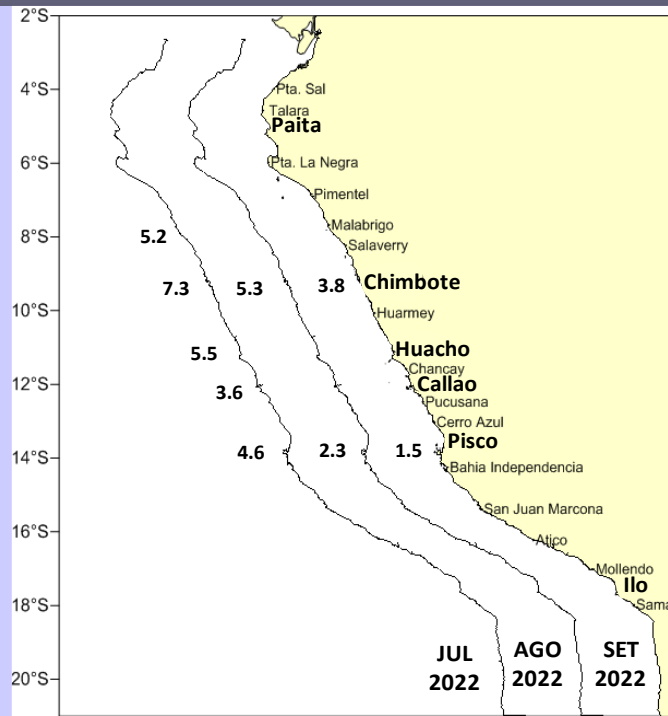 2°S
4°S
Pta. Sal
Talara
Paita
6°S
Pta. La Negra
Pimentel
Malabrigo
5.2
8°S
Salaverry
7.3 5.3 3.8 Chimbote
10°S
Huarmey
5.5
Huacho
Chancay
3.6
12°S
Callao
Pucusana
Cerro Azul
Pisco
4.6 2.3 1.5
14°S
Bahia Independencia
San Juan Marcona
16°S
Atico
Mollendo
Ilo
18°S
Sama
JUL
2022
AGO
2022
SET
2022
20°S